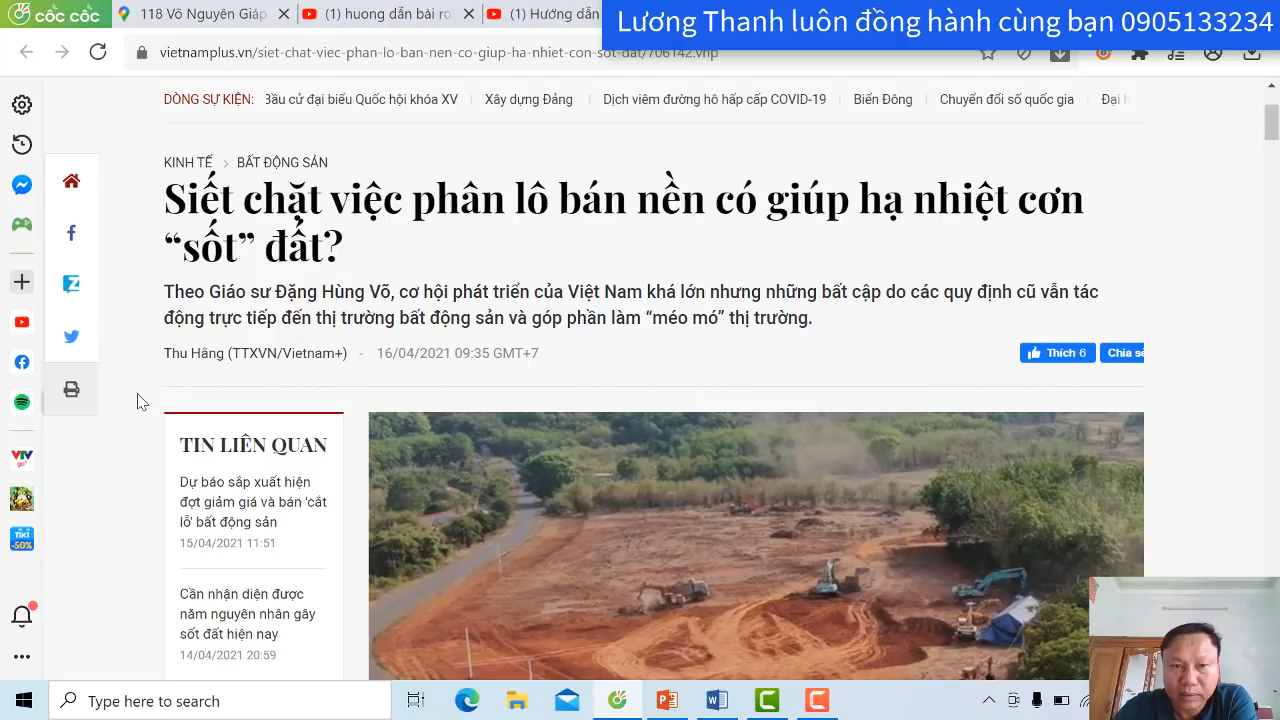 cốc cốc
118 Võ Nguyên Giáp
(1) huong dẫn bài ro
(1) Hướng dẫn
Lương Thanh luôn đồng hành cùng bạn 0905133234
vietnamplus.vn/siet-chat-viec-phan-lo-ban-nen-co-giup-ha-nhiet-con-sot-dat/706142.vnp
DÒNG SỰ KIỆN:
Bầu cử đại biểu Quốc hội khóa XV
Xây dựng Đảng
Dịch viêm đường hô hấp cấp COVID-19
Biển Đông
Chuyển đổi số quốc gia
Đại h
KINH TẾ > BẤT ĐỘNG SẢN
Siết chặt việc phân lô bán nền có giúp hạ nhiệt cơn
“sốt” đất?
Theo Giáo sư Đặng Hùng Võ, cơ hội phát triển của Việt Nam khá lớn nhưng những bất cập do các quy định cũ vẫn tác
động trực tiếp đến thị trường bất động sản và góp phần làm “méo mó” thị trường.
Thu Hằng (TTXVN/Vietnam+) - 16/04/2021 09:35 GMT+7
Thích 6
Chia sẻ
TIN LIÊN QUAN
Dự báo sắp xuất hiện
đợt giảm giá và bán 'cắt
lỗ' bất động sản
15/04/2021 11:51
Cần nhận diện được
năm nguyên nhân gây
sốt đất hiện nay
14/04/2021 20:59
VTV
go
TIKI
-50%
Type here to search